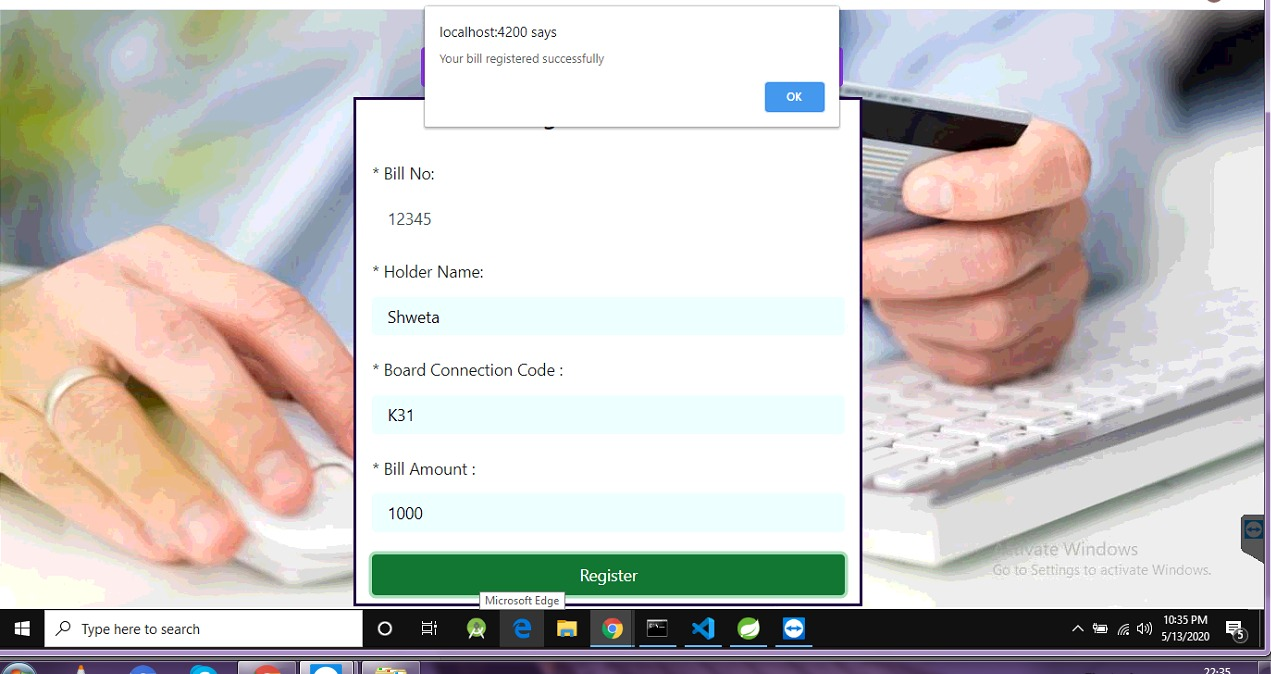 localhost:4200 says
Your bill registered successfully
OK
* Bill No:
12345
* Holder Name:
Shweta
* Board Connection Code :
K31
* Bill Amount :
1000
Register
Activate Windows
Go to Settings to activate Windows.
Microsoft Edge
Type here to search
10:35 PM
5/13/2020
5
22:35